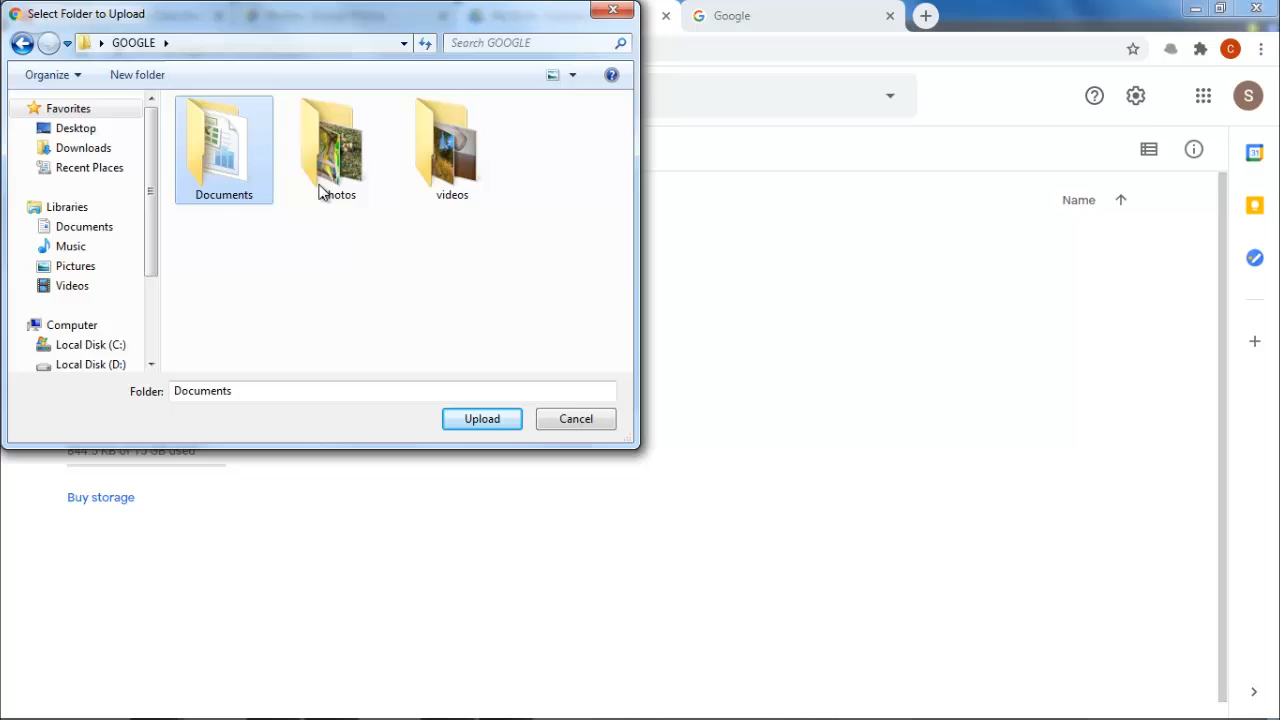 Select Folder to Upload
Google
GOOGLE
Search GOOGLE
C
Organize
New folder
S
Favorites
Desktop
Downloads
Recent Places
Libraries
Documents
Music
Pictures
Videos
Computer
Local Disk (C:)
Local Disk (D:)
Documents
videos
Name
31
Folder:
Documents
Upload
Cancel
Buy storage